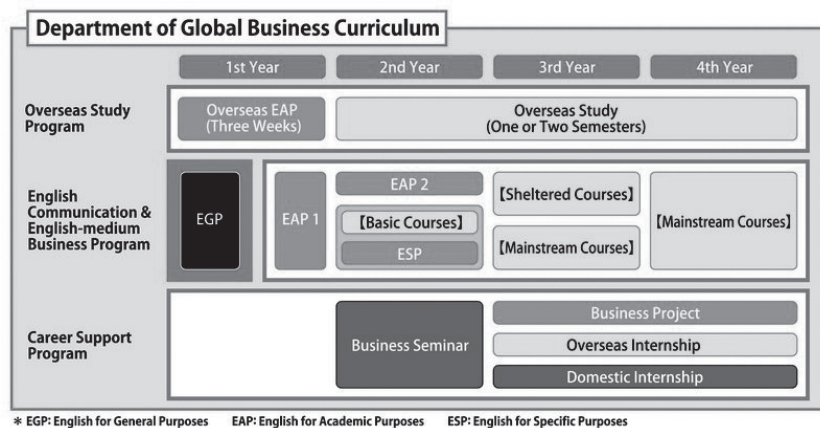 Department of Global Business Curriculum
1st Year
2nd Year
3rd Year
4th Year
Overseas Study
Program
Overseas EAP
(Three Weeks)
Overseas Study
(One or Two Semesters)
English
Communication &
English-medium
Business Program
EGP
EAP 1
EAP 2
【Basic Courses】
ESP
【Sheltered Courses】
【Mainstream Courses】
【Mainstream Courses】
Career Support
Program
Business Seminar
Business Project
Overseas Internship
Domestic Internship
* EGP: English for General Purposes EAP: English for Academic Purposes ESP: English for Specific Purposes